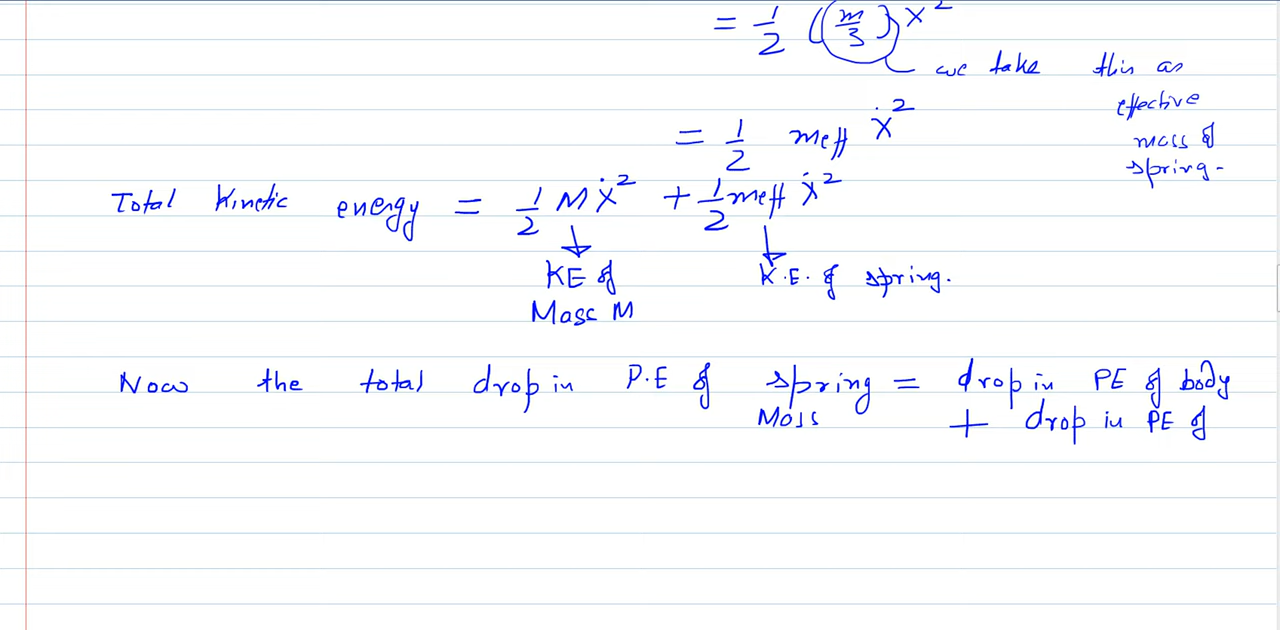 = 1/2 (m/3) x²
we take this as
effective
mass of
spring-
= 1/2 meff ẋ²
Total Kinetic energy = 1/2 M ẋ² + 1/2 meff ẋ²
KE of K.E. of spring.
Mass M
Now the total drop in P.E of spring = drop in PE of body
Mass + drop in PE of